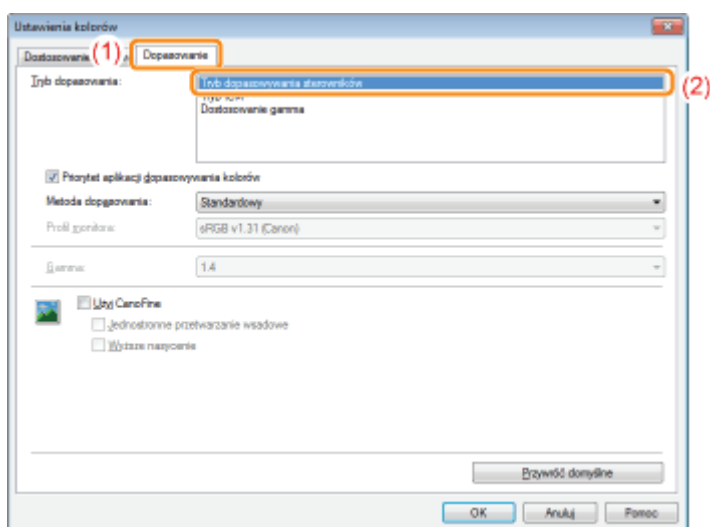 Ustawienia kolorów
Dostosowanie (1) Dopasowanie
Tryb dopasowania: Tryb dopasowywania sterowników (2)
Tryb ICM
Dostosowanie gamma
Priorytet aplikacji dopasowywania kolorów
Metoda dopasowania: Standardowy
Profil monitora: sRGB v1.31 (Canon)
Gamma: 1.4
Użyj CanoFine
Jednostronne przetwarzanie wsadowe
Wyższe nasycenie
Przywróć domyślne
OK Anuluj Pomoc